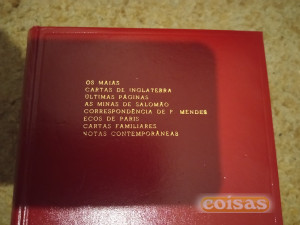 OS MAIAS
CARTAS DE INGLATERRA
ÚLTIMAS PÁGINAS
AS MINAS DE SALOMÃO
CORRESPONDÊNCIA DE F. MENDES
ECOS DE PARIS
CARTAS FAMILIARES
NOTAS CONTEMPORÂNEAS
coisas